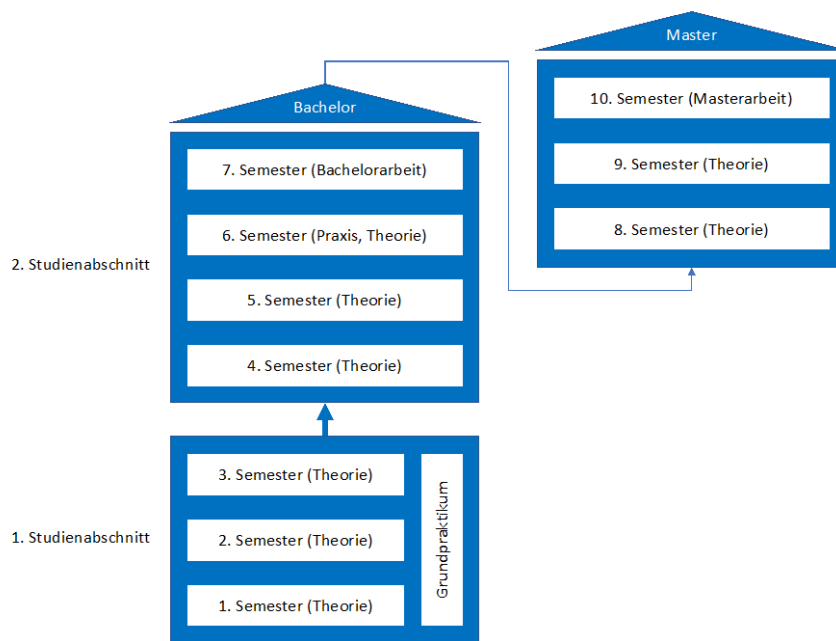 Master
10. Semester (Masterarbeit)
9. Semester (Theorie)
8. Semester (Theorie)
Bachelor
7. Semester (Bachelorarbeit)
6. Semester (Praxis, Theorie)
2. Studienabschnitt
5. Semester (Theorie)
4. Semester (Theorie)
3. Semester (Theorie)
1. Studienabschnitt
2. Semester (Theorie)
1. Semester (Theorie)
Grundpraktikum